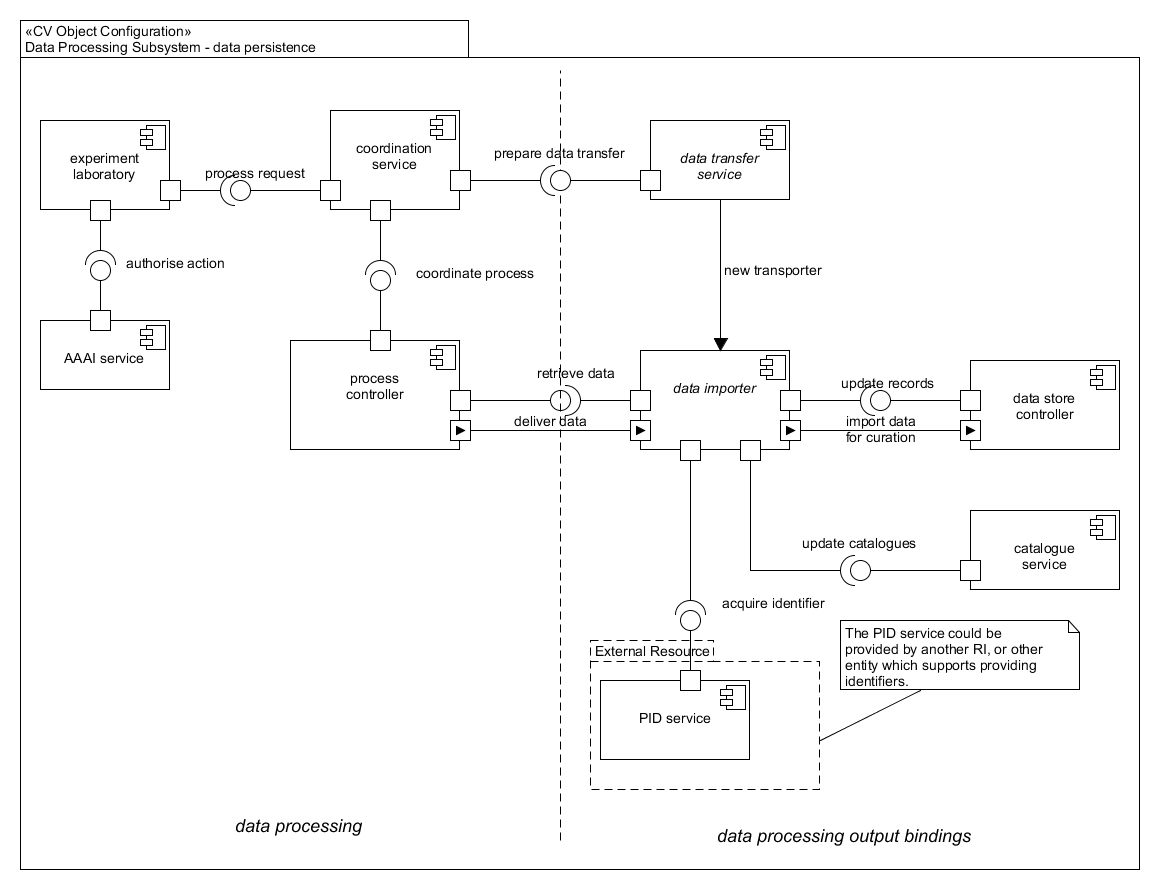 «CV Object Configuration»
Data Processing Subsystem - data persistence
experiment
laboratory
process request
coordination
service
prepare data transfer
data transfer
service
authorise action
coordinate process
new transporter
AAAI service
process
controller
retrieve data
deliver data
data importer
update records
import data
for curation
data store
controller
update catalogues
catalogue
service
acquire identifier
External Resource
PID service
The PID service could be
provided by another RI, or other
entity which supports providing
identifiers.
data processing
data processing output bindings